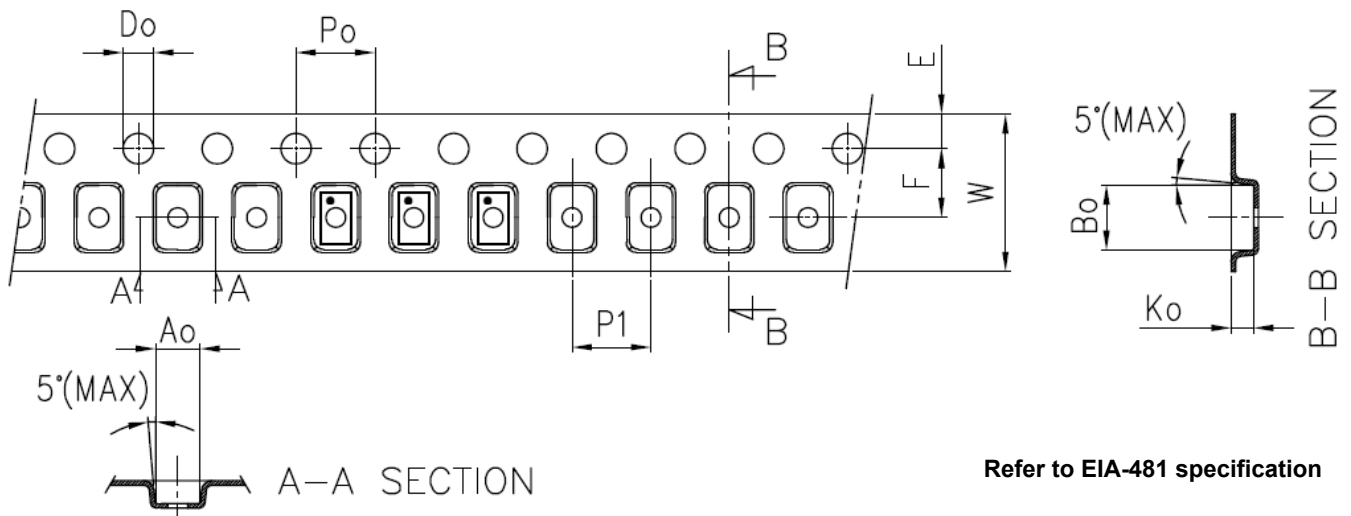 Do
Po
B
E
5°(MAX)
F
W
Bo
B-B SECTION
A
A
P1
B
Ko
Ao
5°(MAX)
A-A SECTION
Refer to EIA-481 specification